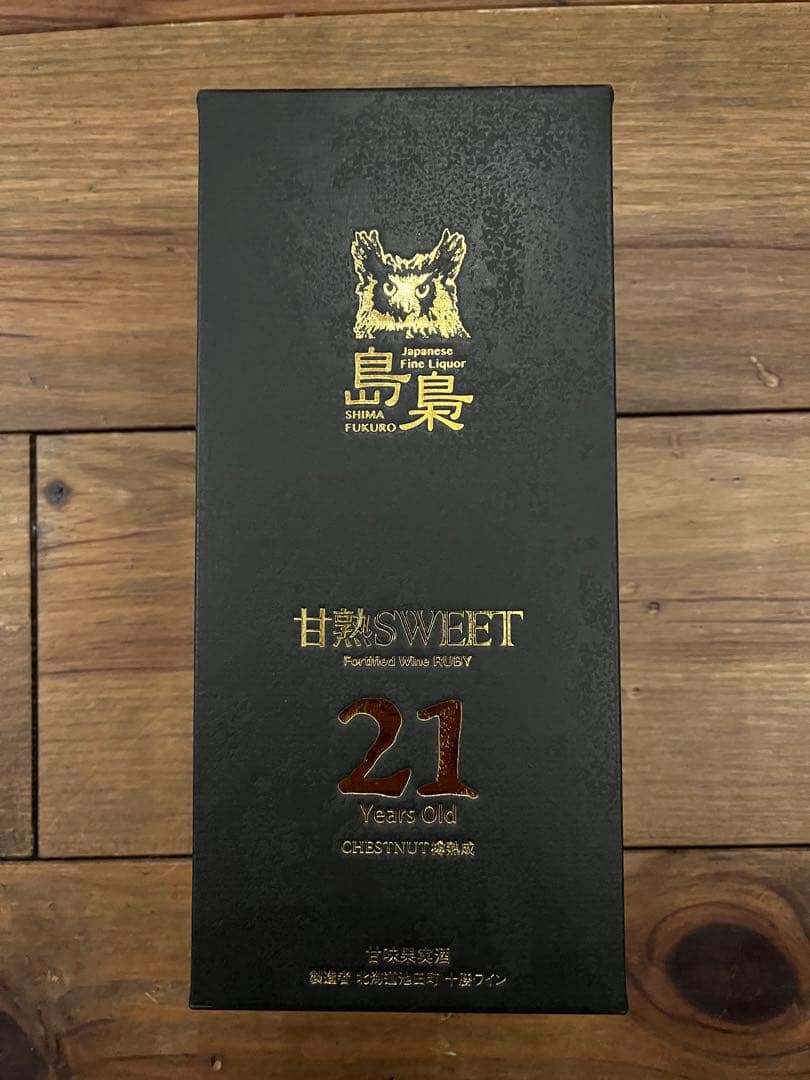 Japanese
Fine Liquor
島梟
SHIMA
FUKURO
甘熟SWEET
Fortified Wine RUBY
21
Years Old
CHESTNUT樽熟成
甘味果実酒
製造者 北海道池田町 十勝ワイン